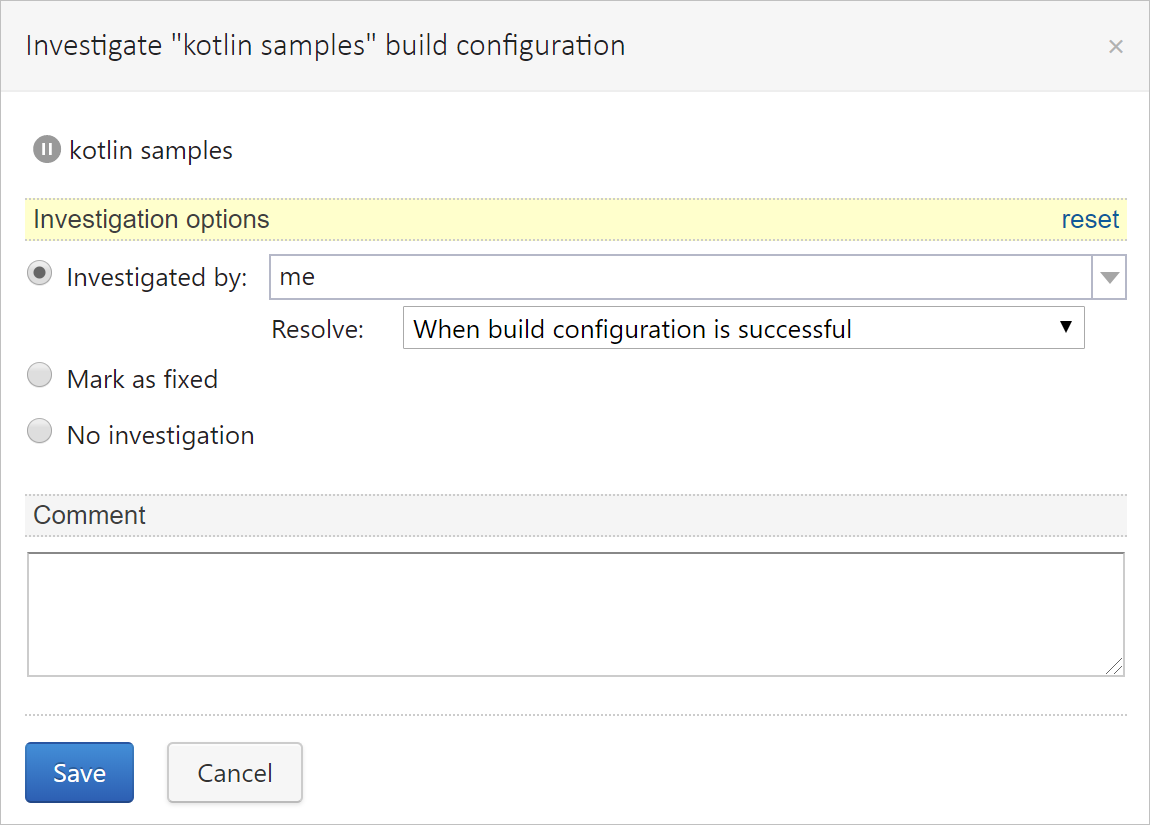 Investigate "kotlin samples" build configuration
kotlin samples
Investigation options reset
Investigated by: me
Resolve: When build configuration is successful
Mark as fixed
No investigation
Comment
Save Cancel